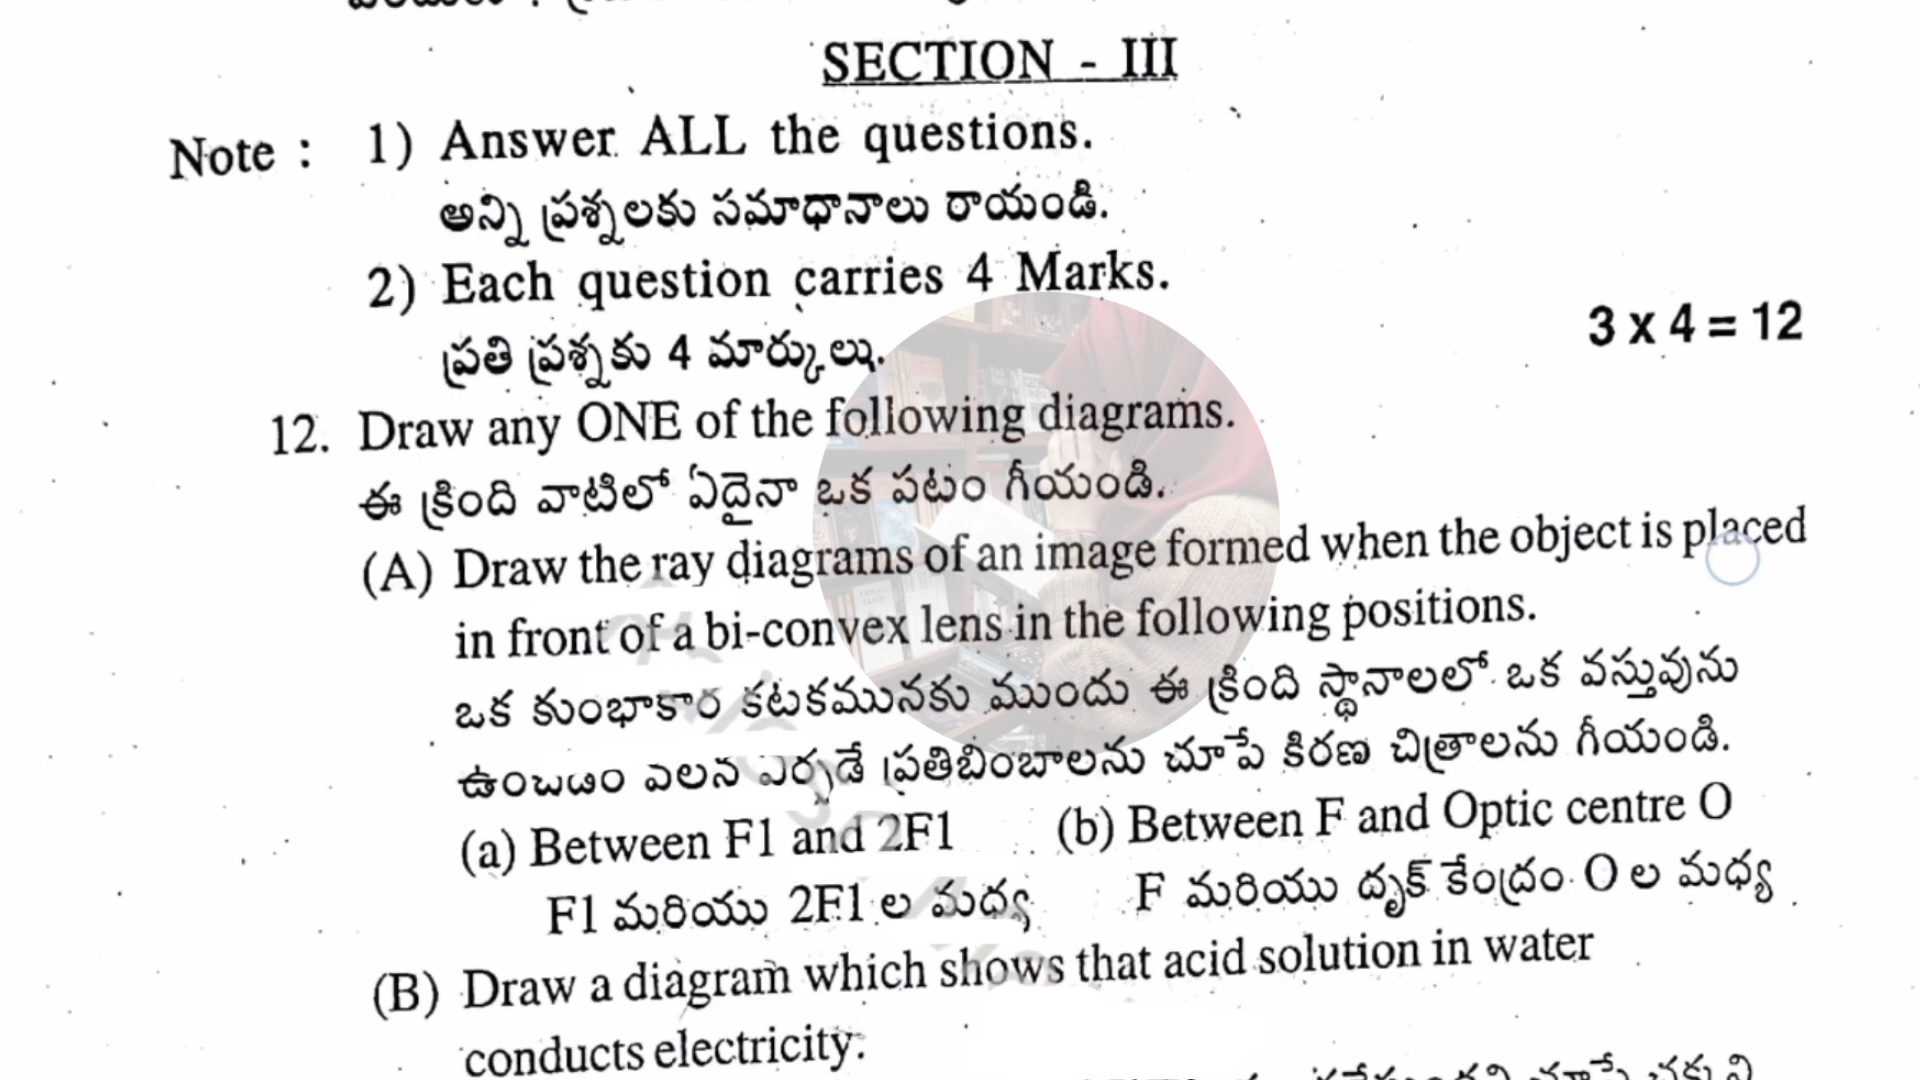 SECTION - III
Note : 1) Answer ALL the questions.
అన్ని ప్రశ్నలకు సమాధానాలు రాయండి.
2) Each question carries 4 Marks.
3 x 4 = 12
ప్రతి ప్రశ్నకు 4 మార్కులు.
12. Draw any ONE of the following diagrams.
ఈ క్రింది వాటిలో ఏదైనా ఒక పటం గీయండి.
(A) Draw the ray diagrams of an image formed when the object is placed
in front of a bi-convex lens in the following positions.
ఒక కుంభాకార కటకమునకు ముందు ఈ క్రింది స్థానాలలో ఒక వస్తువును
ఉంచడం వలన ఏర్పడే ప్రతిబింబాలను చూపే కిరణ చిత్రాలను గీయండి.
(a) Between F1 and 2F1 (b) Between F and Optic centre O
F1 మరియు 2F1 ల మధ్య F మరియు దృక్ కేంద్రం O ల మధ్య
(B) Draw a diagram which shows that acid solution in water
conducts electricity.